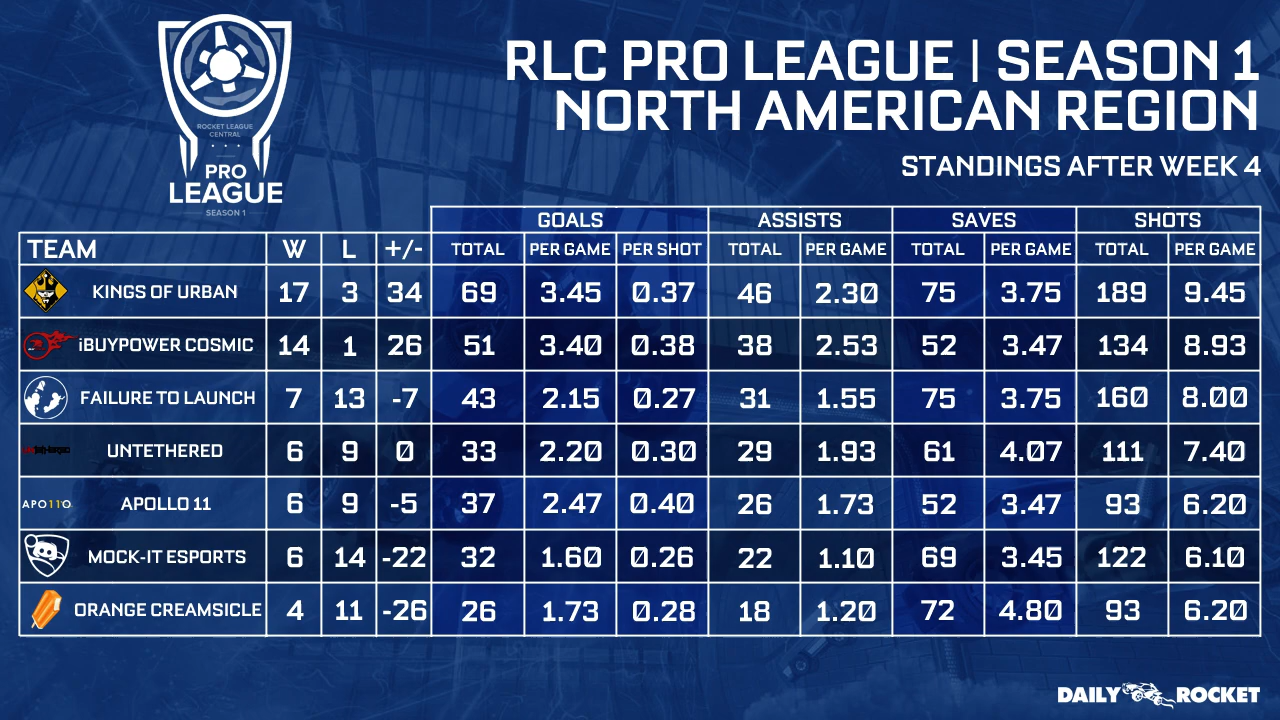 RLC PRO LEAGUE | SEASON 1
NORTH AMERICAN REGION
STANDINGS AFTER WEEK 4
ROCKET LEAGUE
CENTRAL
PRO
LEAGUE
SEASON 1
GOALS ASSISTS SAVES SHOTS
TEAM W L +/- TOTAL PER GAME PER SHOT TOTAL PER GAME TOTAL PER GAME TOTAL PER GAME
KINGS OF URBAN 17 3 34 69 3.45 0.37 46 2.30 75 3.75 189 9.45
iBUYPOWER COSMIC 14 1 26 51 3.40 0.38 38 2.53 52 3.47 134 8.93
FAILURE TO LAUNCH 7 13 -7 43 2.15 0.27 31 1.55 75 3.75 160 8.00
UNTETHERED 6 9 0 33 2.20 0.30 29 1.93 61 4.07 111 7.40
APO11O APOLLO 11 6 9 -5 37 2.47 0.40 26 1.73 52 3.47 93 6.20
MOCK-IT ESPORTS 6 14 -22 32 1.60 0.26 22 1.10 69 3.45 122 6.10
ORANGE CREAMSICLE 4 11 -26 26 1.73 0.28 18 1.20 72 4.80 93 6.20
DAILY ROCKET